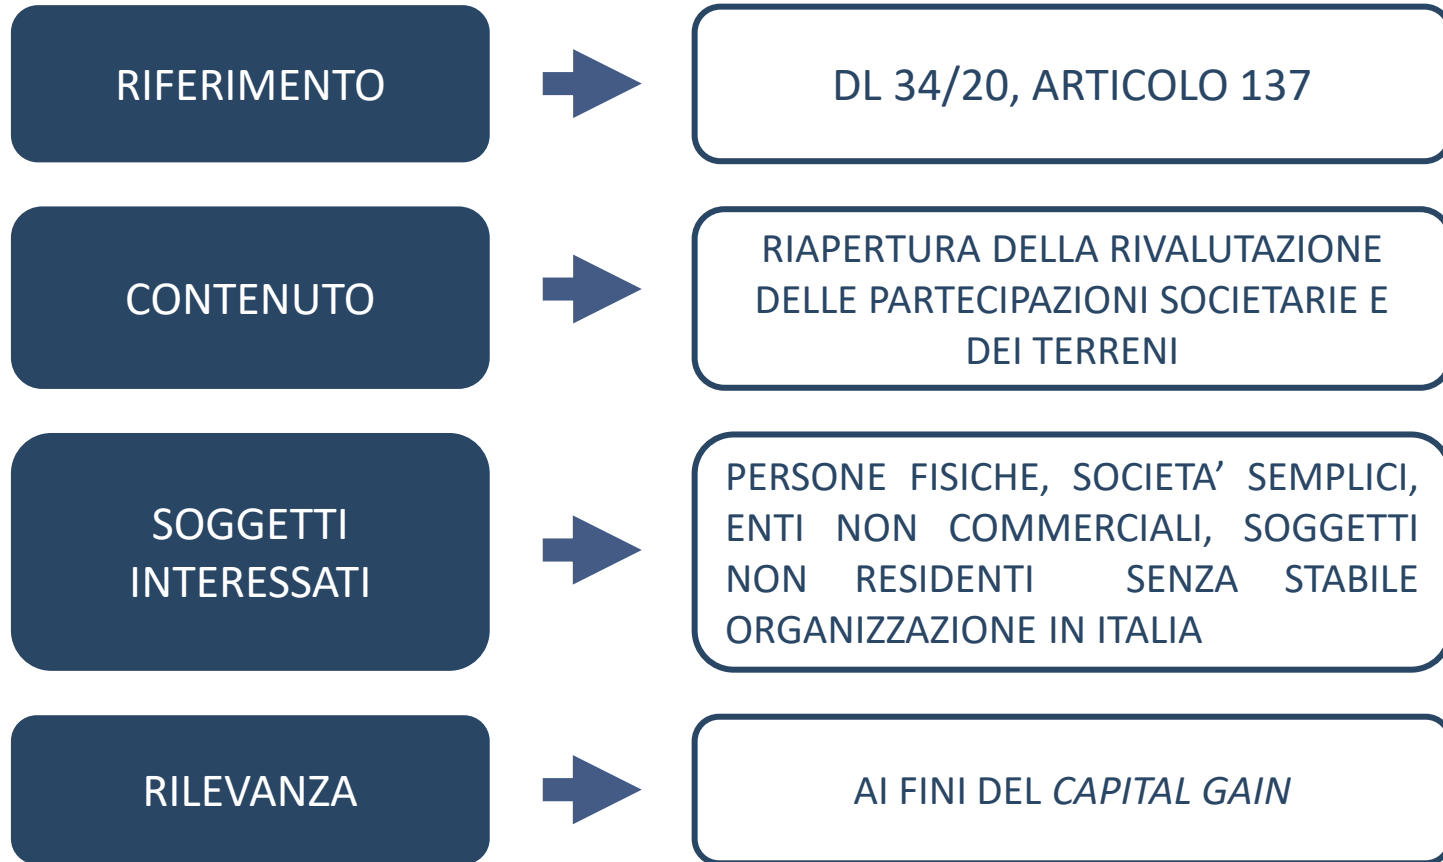 RIFERIMENTO
DL 34/20, ARTICOLO 137
CONTENUTO
RIAPERTURA DELLA RIVALUTAZIONE
DELLE PARTECIPAZIONI SOCIETARIE E
DEI TERRENI
SOGGETTI
INTERESSATI
PERSONE FISICHE, SOCIETA’ SEMPLICI,
ENTI NON COMMERCIALI, SOGGETTI
NON RESIDENTI SENZA STABILE
ORGANIZZAZIONE IN ITALIA
RILEVANZA
AI FINI DEL CAPITAL GAIN